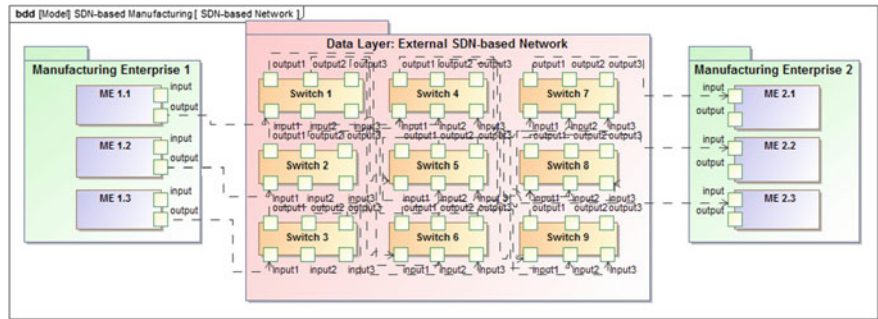 bdd [Model] SDN-based Manufacturing [ SDN-based Network ]
Data Layer: External SDN-based Network
Manufacturing Enterprise 1
ME 1.1
input
output
ME 1.2
input
output
ME 1.3
input
output
output1 output2 output3
Switch 1
input1 input2 input3
output1 output2 output3
Switch 4
input1 input2 input3
output1 output2 output3
Switch 7
input1 input2 input3
output1 output2 output3
Switch 2
input1 input2 input3
output1 output2 output3
Switch 5
input1 input2 input3
output1 output2 output3
Switch 8
input1 input2 input3
output1 output2 output3
Switch 3
input1 input2 input3
output1 output2 output3
Switch 6
input1 input2 input3
output1 output2 output3
Switch 9
input1 input2 input3
Manufacturing Enterprise 2
input
ME 2.1
output
input
ME 2.2
output
input
ME 2.3
output